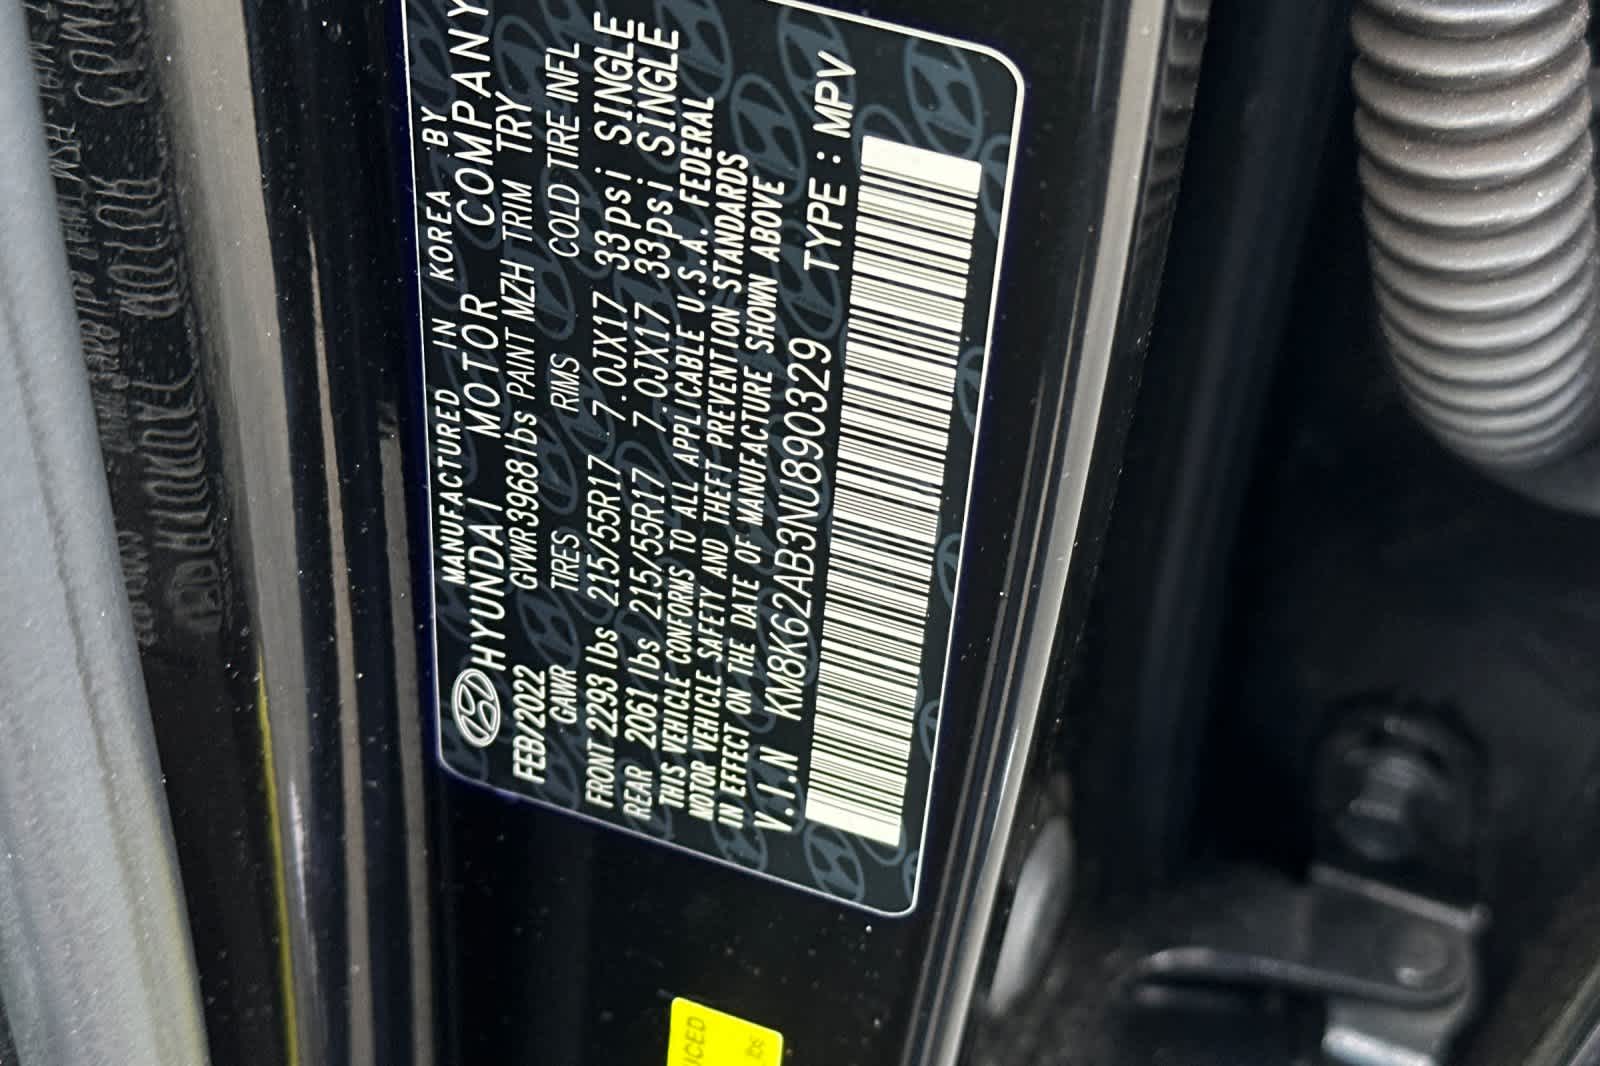 MANUFACTURED IN KOREA BY
HYUNDAI MOTOR COMPANY
FEB/2022 GVWR 3968 lbs PAINT MZH TRIM TRY
GAWR TIRES RIMS COLD TIRE INFL
FRONT 2293 lbs 215/55R17 7.0JX17 33psi SINGLE
REAR 2061 lbs 215/55R17 7.0JX17 33psi SINGLE
THIS VEHICLE CONFORMS TO ALL APPLICABLE U.S.A. FEDERAL
MOTOR VEHICLE SAFETY AND THEFT PREVENTION STANDARDS
IN EFFECT ON THE DATE OF MANUFACTURE SHOWN ABOVE
V.I.N KM8K62AB3NU890329 TYPE : MPV
NCED
lbs